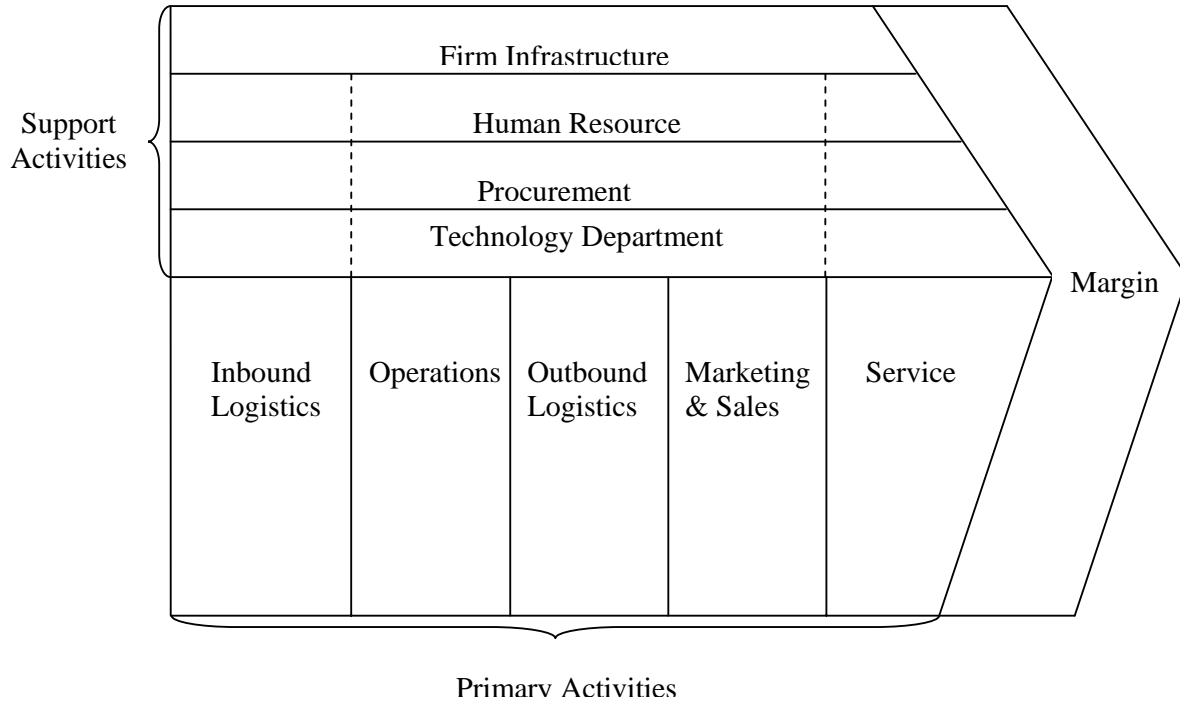 Firm Infrastructure
Support
Activities
Human Resource
Procurement
Technology Department
Margin
Inbound
Logistics
Operations
Outbound
Logistics
Marketing
& Sales
Service
Primary Activities